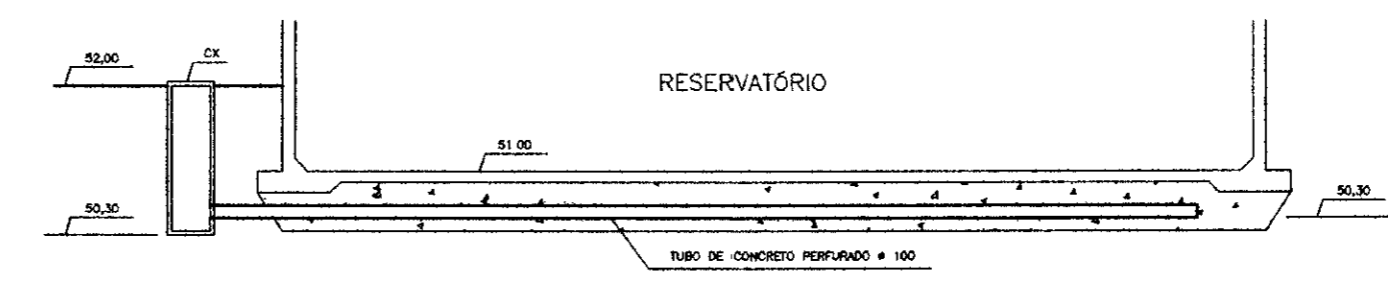 52,00
CX
RESERVATÓRIO
51 00
50,30
50,30
TUBO DE CONCRETO PERFURADO ø 100